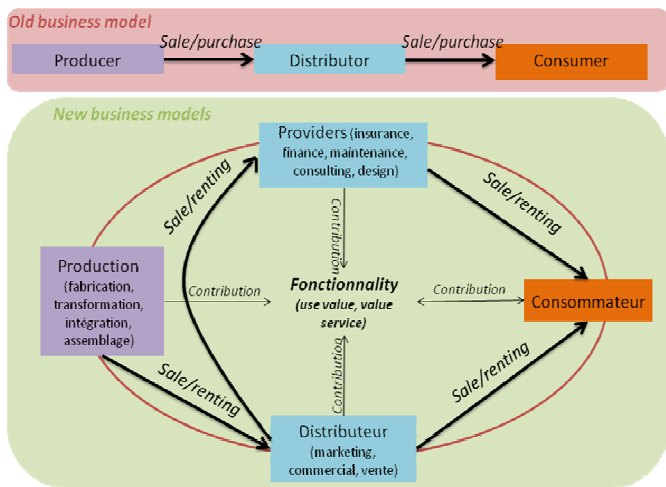 Old business model
Sale/purchase
Sale/purchase
Producer
Distributor
Consumer
New business models
Providers (insurance,
finance, maintenance,
consulting, design)
Sale/renting
Sale/renting
Contribution
Production
(fabrication,
transformation,
intégration,
assemblage)
Contribution
Fonctionnality
(use value, value
service)
Contribution
Consommateur
Contribution
Sale/renting
Sale/renting
Distributeur
(marketing,
commercial, vente)